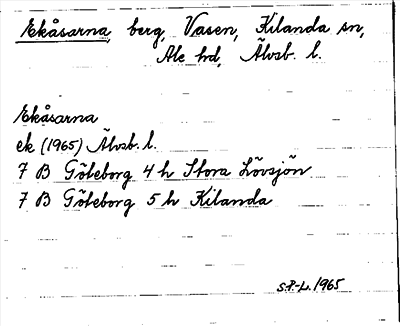 Ekåsarna, berg, Vasen, Kilanda sn,
Ale hd, Älvsb. l.
Ekåsarna
ek (1965) Älvsb. l.
7 B Göteborg 4 h Stora Lövsjön
7 B Göteborg 5 h Kilanda
S.P-L. 1965